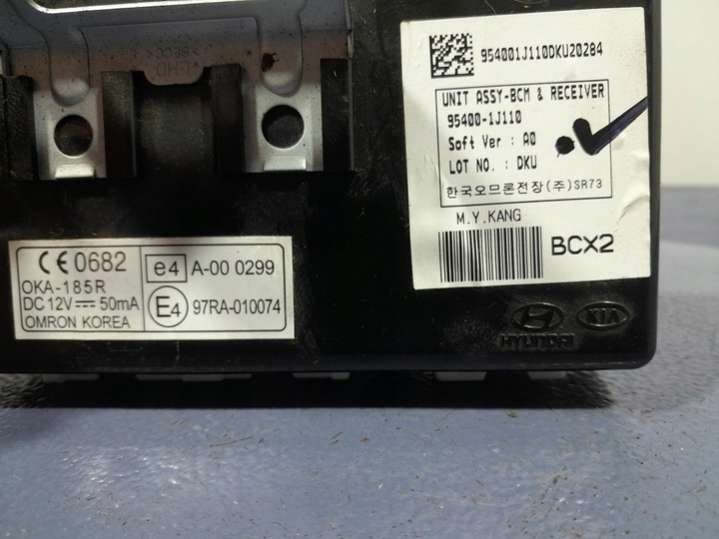 954001J110DKU20284
UNIT ASSY-BCM & RECEIVER
95400-1J110
Soft Ver : A0
LOT NO. : DKU
한국오므론전장(주)SR73
M.Y.KANG
BCX2
CE0682
OKA-185R
DC 12V 50mA
OMRON KOREA
e4 A-00 0299
E4 97RA-010074
HYUNDAI
KIA